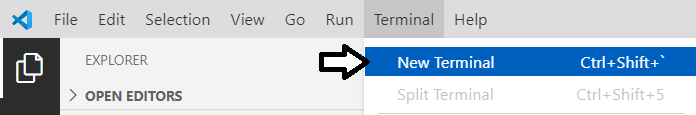 File Edit Selection View Go Run Terminal Help
EXPLORER
New Terminal Ctrl+Shift+`
OPEN EDITORS
Split Terminal Ctrl+Shift+5